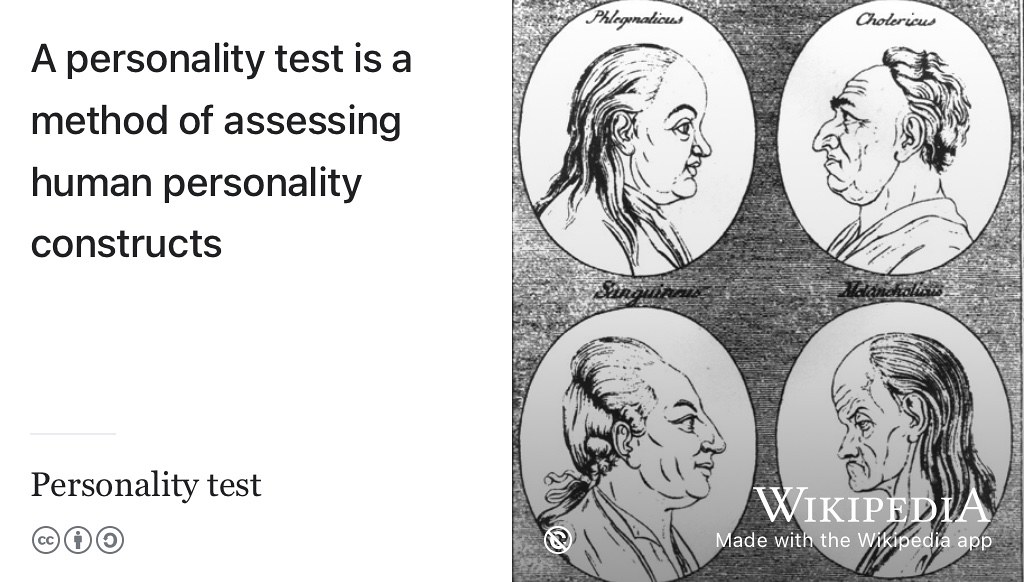 A personality test is a
method of assessing
human personality
constructs
Personality test
cc
Phlegmaticus
Cholericus
Sanguineus
Melancholicus
WIKIPEDIA
Made with the Wikipedia app